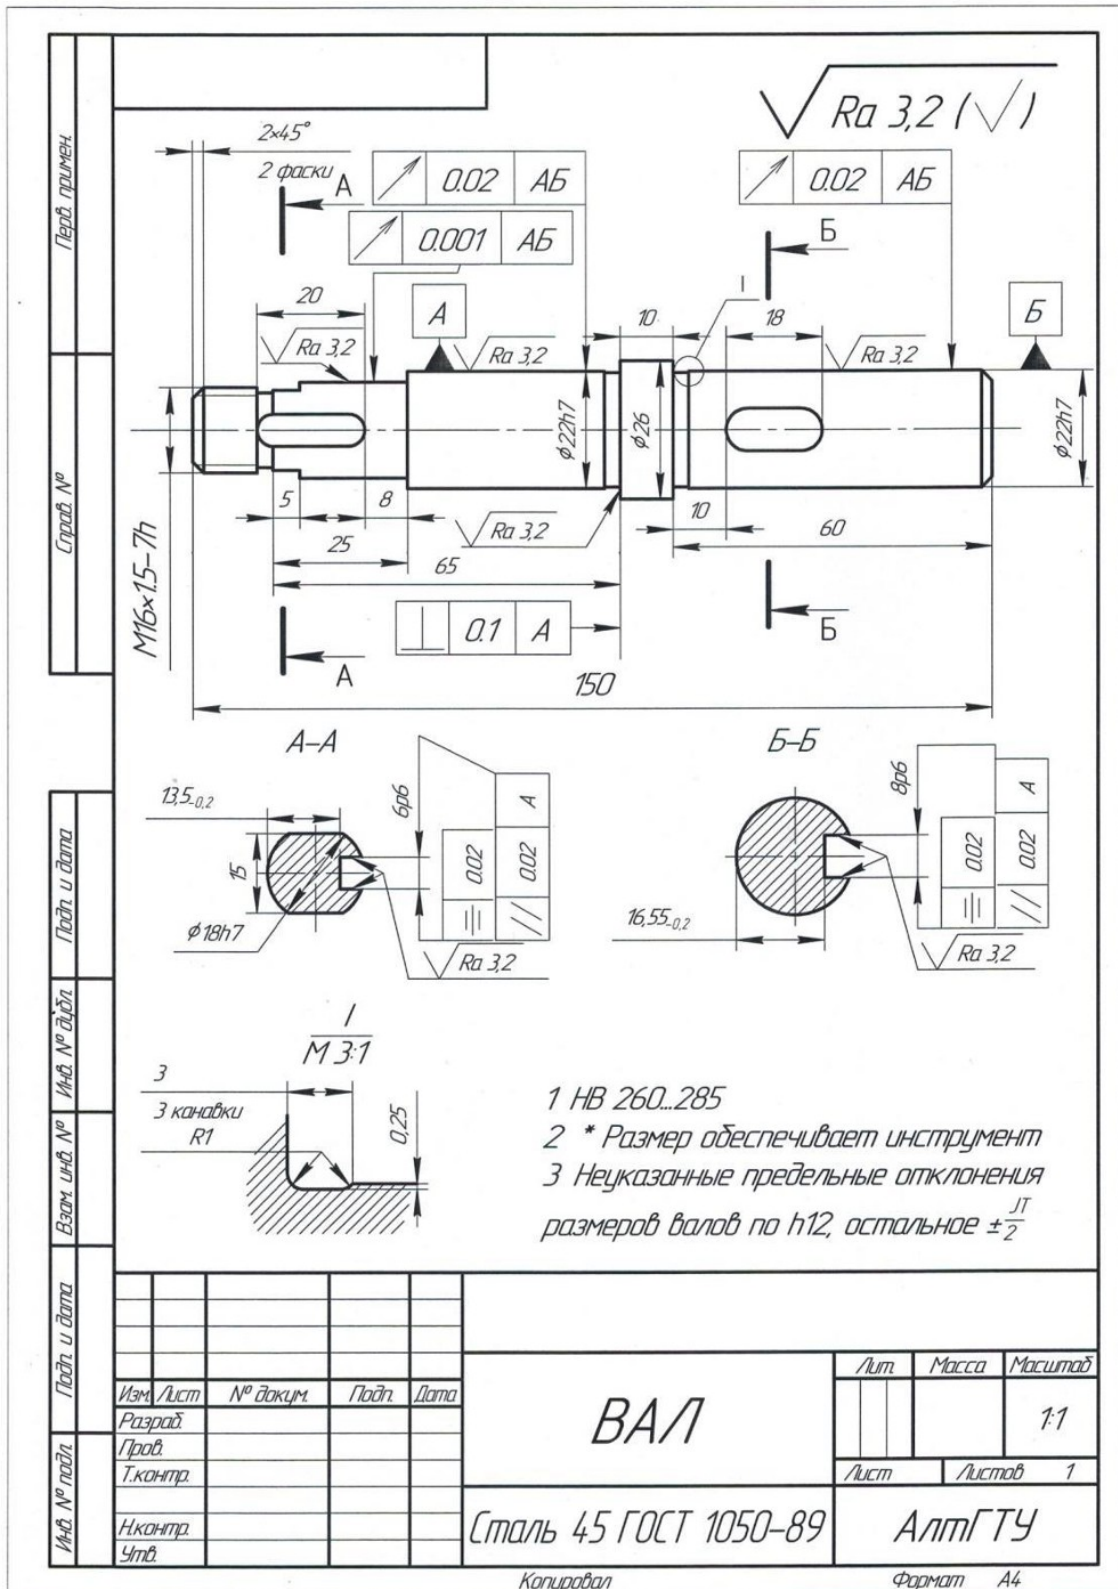 Перв. примен.
Справ. №
Подп. и дата
Инв. № дубл.
Взам. инв. №
Подп. и дата
Инв. № подл.
Ra 3,2 (√)
2×45°
2 фаски
А
0.02 АБ
0.001 АБ
0.02 АБ
Б
I
20
Ra 3,2
А
Ra 3,2
10
18
Ra 3,2
Б
M16×1.5-7h
ϕ22h7
ϕ26
ϕ22h7
5
8
Ra 3,2
10
60
25
65
⊥ 0.1 А
А
Б
150
А-А
Б-Б
13,5-0,2
15
ϕ18h7
6p6
0.02
// 0.02 А
Ra 3,2
16,55-0,2
8p6
0.02
// 0.02 А
Ra 3,2
I
М 3:1
3
3 канавки
R1
0,25
1 HB 260...285
2 * Размер обеспечивает инструмент
3 Неуказанные предельные отклонения
размеров валов по h12, остальное ±JT/2
Изм. Лист № докум. Подп. Дата
Разраб.
Пров.
Т.контр.
Н.контр.
Утв.
ВАЛ
Лит. Масса Масштаб
1:1
Лист Листов 1
Сталь 45 ГОСТ 1050-89
АлтГТУ
Копировал Формат А4